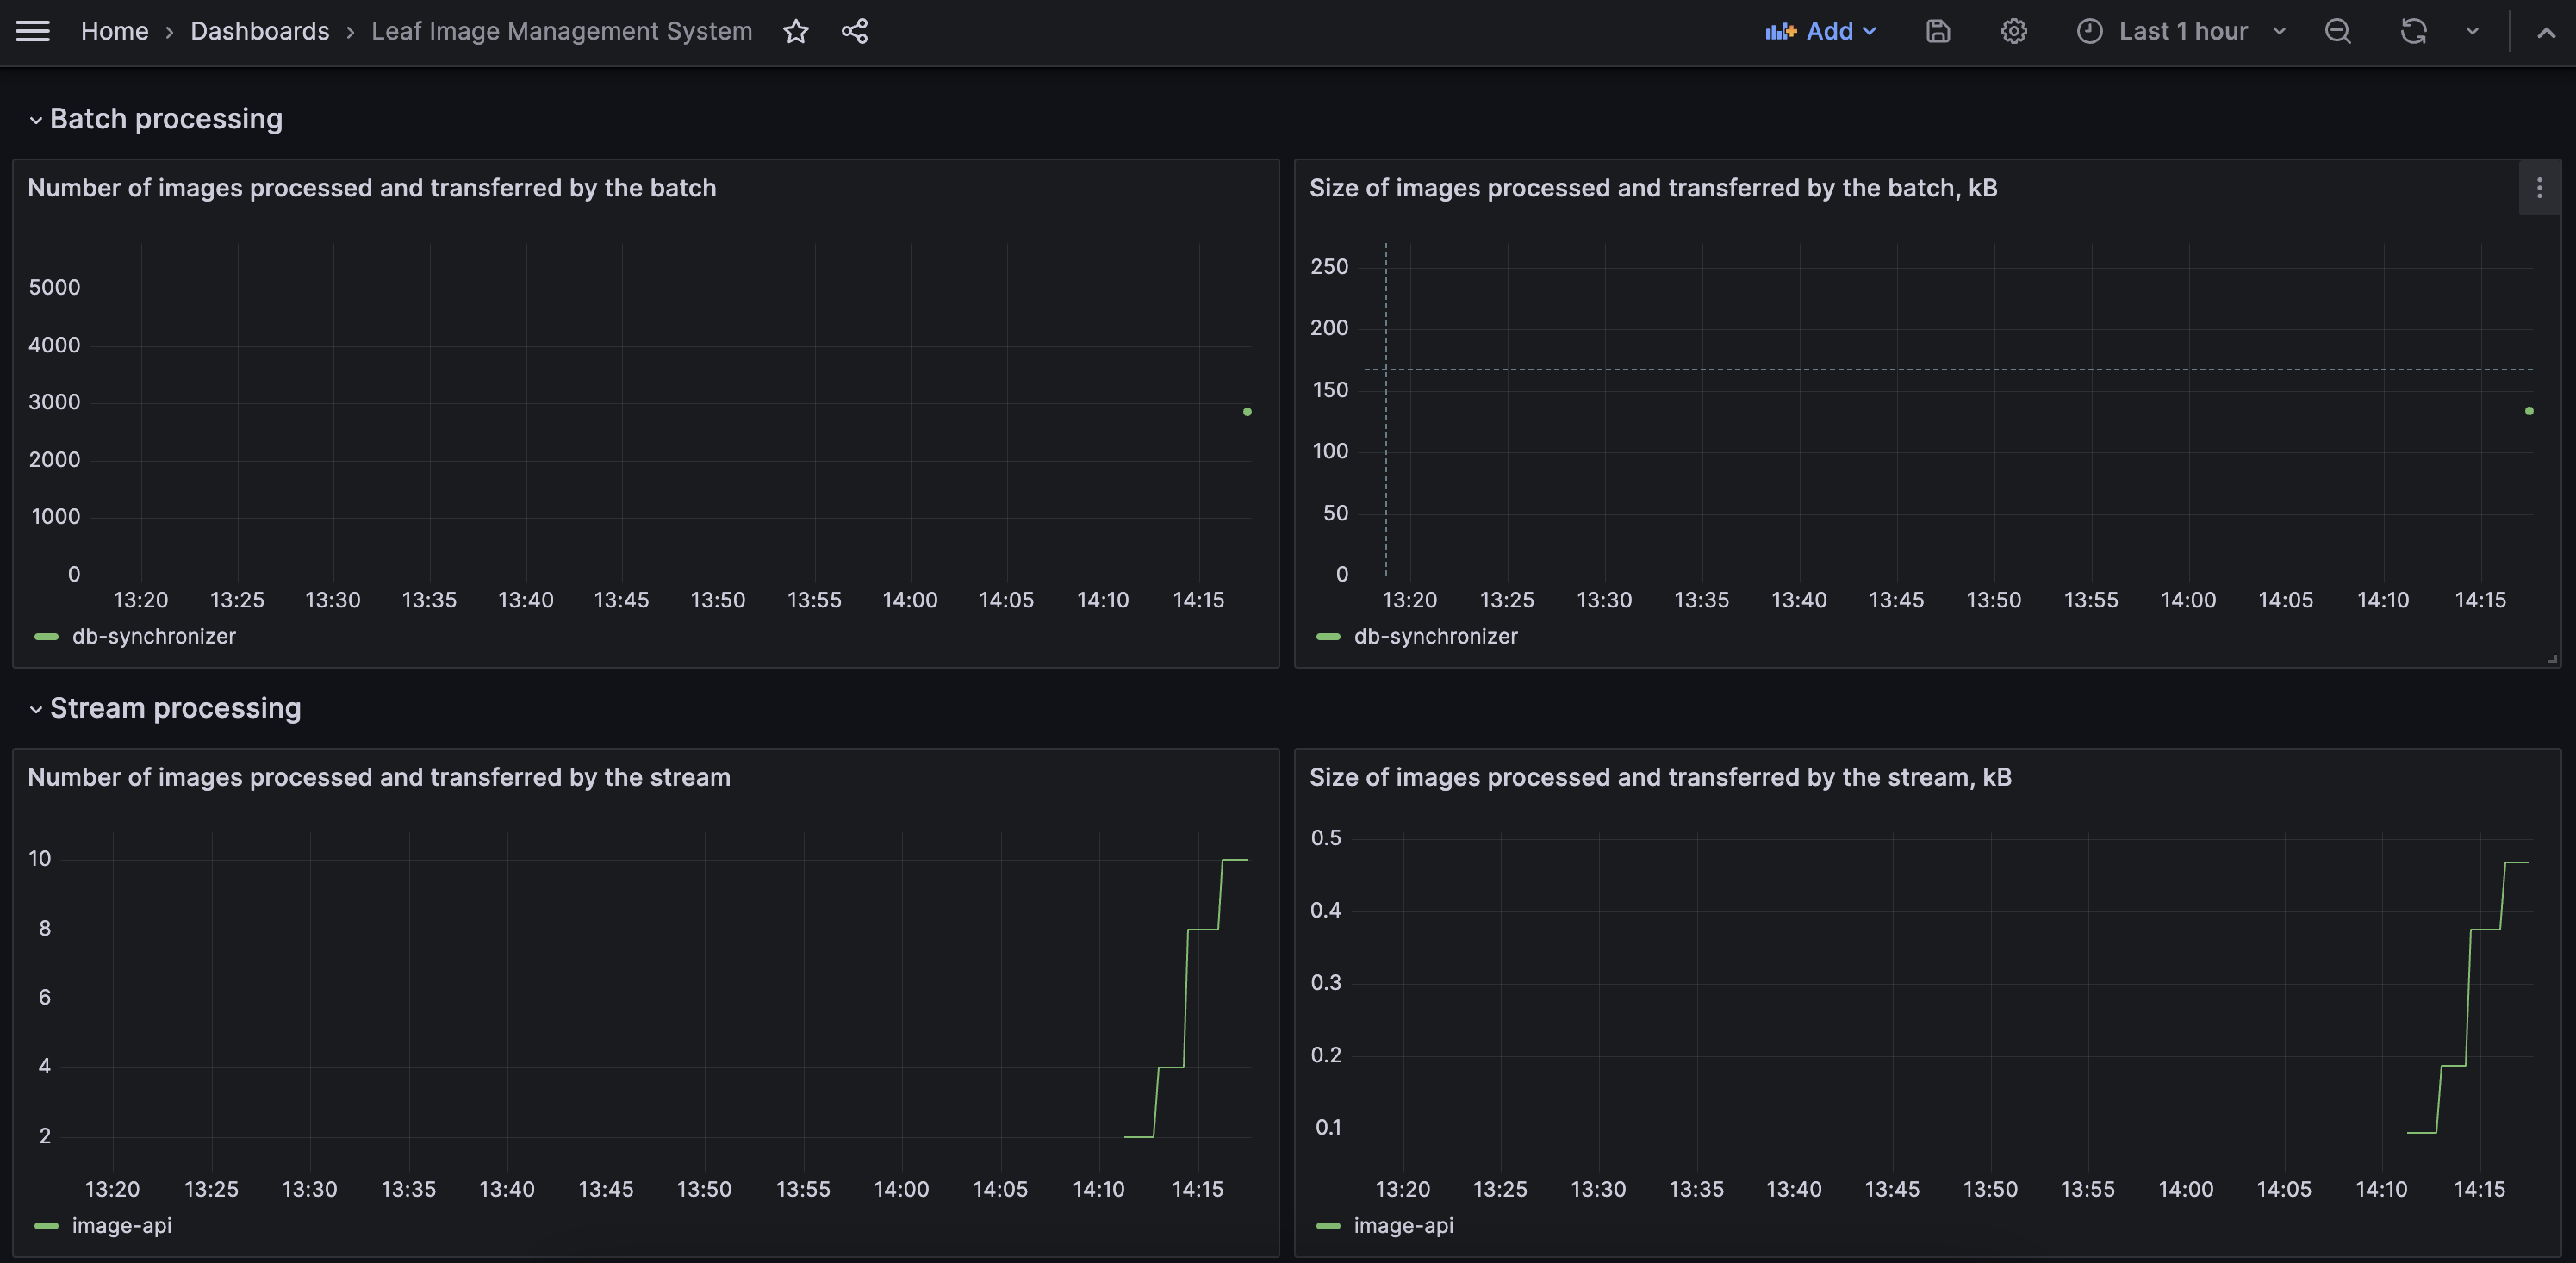 Home › Dashboards › Leaf Image Management System
Add
Last 1 hour
Batch processing
Number of images processed and transferred by the batch
5000
4000
3000
2000
1000
0
13:20 13:25 13:30 13:35 13:40 13:45 13:50 13:55 14:00 14:05 14:10 14:15
db-synchronizer
Size of images processed and transferred by the batch, kB
250
200
150
100
50
0
13:20 13:25 13:30 13:35 13:40 13:45 13:50 13:55 14:00 14:05 14:10 14:15
db-synchronizer
Stream processing
Number of images processed and transferred by the stream
10
8
6
4
2
13:20 13:25 13:30 13:35 13:40 13:45 13:50 13:55 14:00 14:05 14:10 14:15
image-api
Size of images processed and transferred by the stream, kB
0.5
0.4
0.3
0.2
0.1
13:20 13:25 13:30 13:35 13:40 13:45 13:50 13:55 14:00 14:05 14:10 14:15
image-api